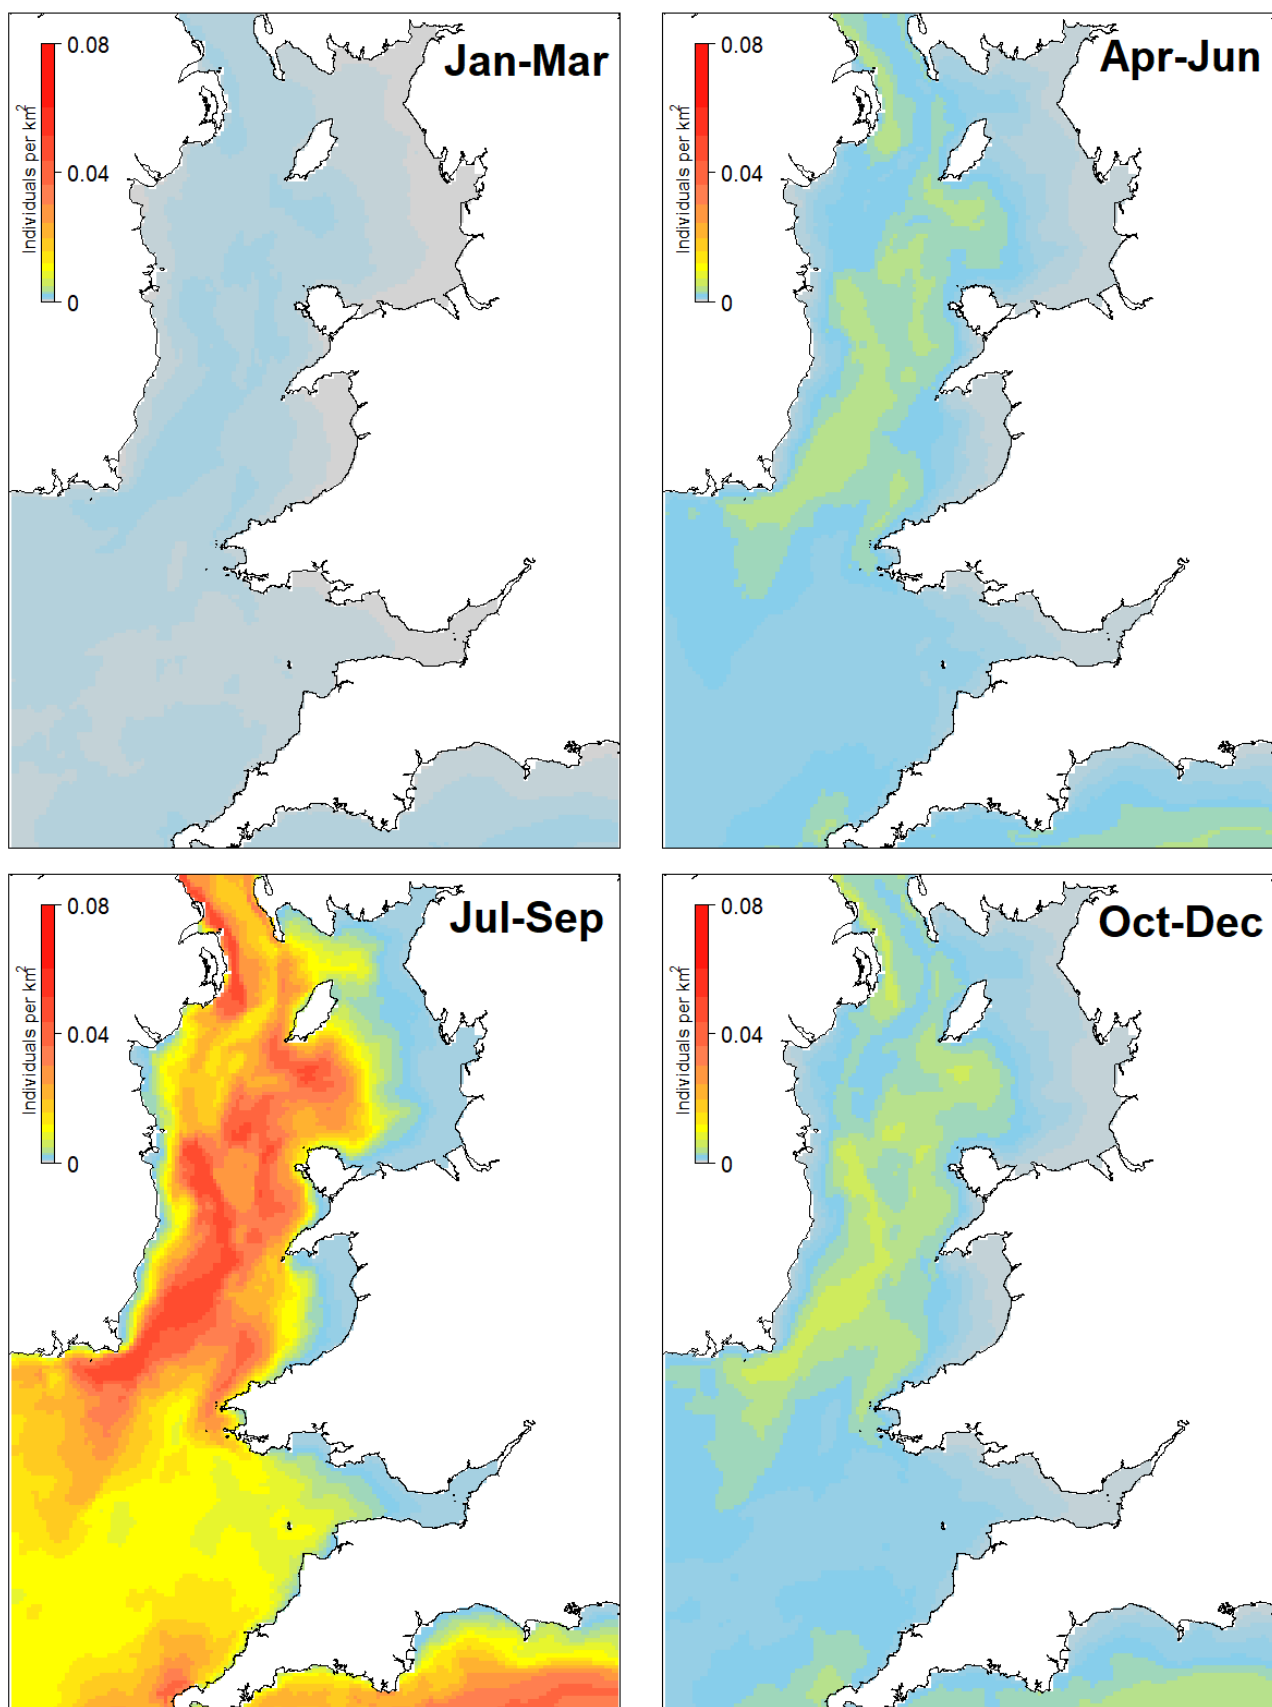 Jan-Mar
0.08
0.04
0
Individuals per km²
Apr-Jun
0.08
0.04
0
Individuals per km²
Jul-Sep
0.08
0.04
0
Individuals per km²
Oct-Dec
0.08
0.04
0
Individuals per km²